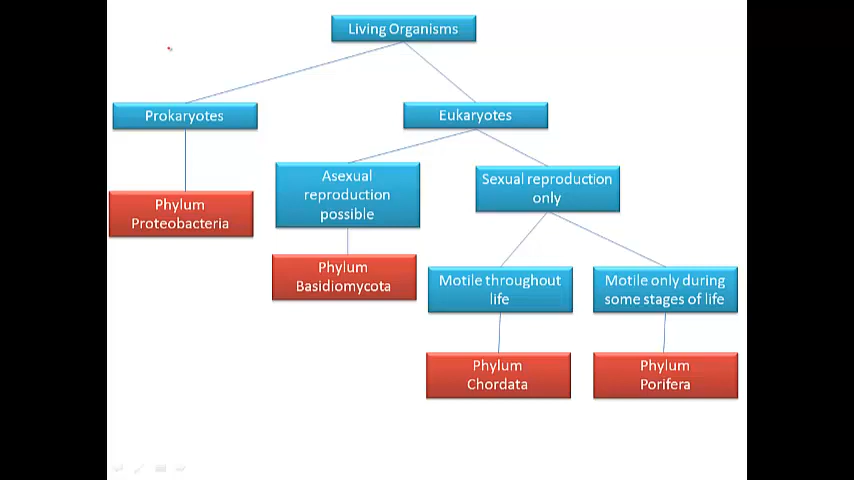 Living Organisms
Prokaryotes
Eukaryotes
Phylum
Proteobacteria
Asexual
reproduction
possible
Sexual reproduction
only
Phylum
Basidiomycota
Motile throughout
life
Motile only during
some stages of life
Phylum
Chordata
Phylum
Porifera